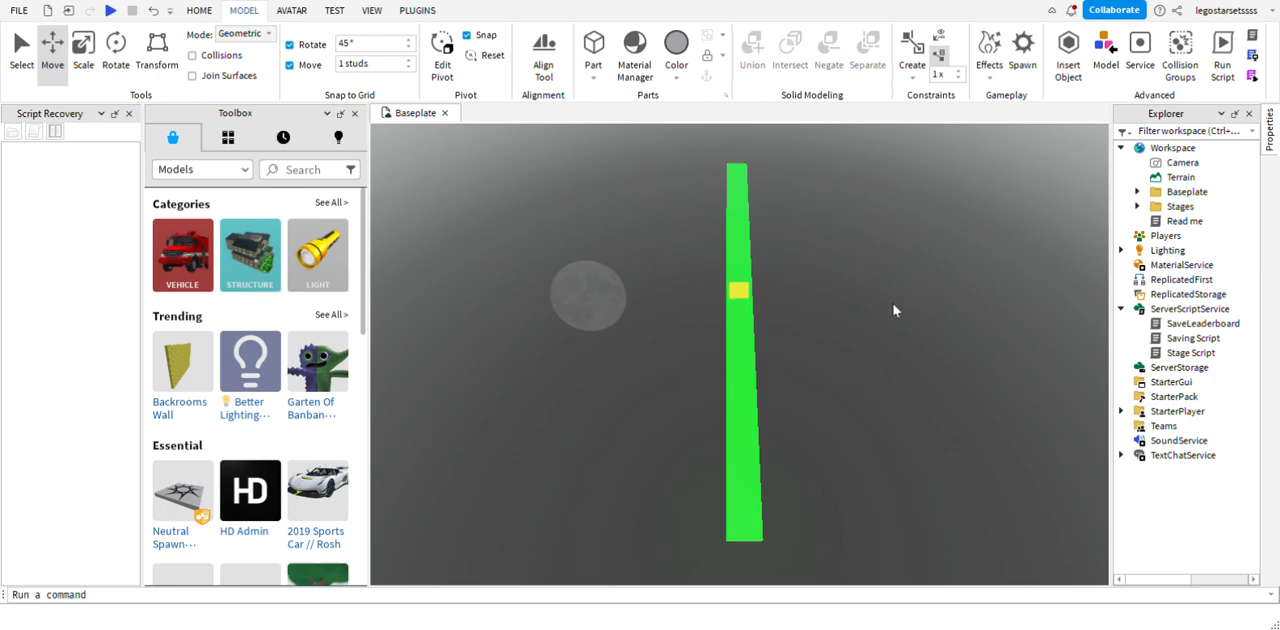 FILE HOME MODEL AVATAR TEST VIEW PLUGINS Collaborate legostarsetssss
Select Move Scale Rotate Transform
Mode: Geometric
Collisions
Join Surfaces
Tools
Rotate 45°
Move 1 studs
Snap to Grid
Edit Pivot
Snap
Reset
Pivot
Align Tool
Alignment
Part Material Manager Color
Parts
Union Intersect Negate Separate
Solid Modeling
Create
1 x
Constraints
Effects Spawn
Gameplay
Insert Object Model Service Collision Groups Run Script
Advanced
Script Recovery
Toolbox
Models
Search
Categories
See All >
VEHICLE STRUCTURE LIGHT
Trending
See All >
Backrooms Wall
Better Lighting···
Garten Of Banban···
Essential
See All >
HD
Neutral Spawn···
HD Admin
2019 Sports Car // Rosh
Baseplate
Explorer
Filter workspace (Ctrl+...
Workspace
Camera
Terrain
Baseplate
Stages
Read me
Players
Lighting
MaterialService
ReplicatedFirst
ReplicatedStorage
ServerScriptService
SaveLeaderboard
Saving Script
Stage Script
ServerStorage
StarterGui
StarterPack
StarterPlayer
Teams
SoundService
TextChatService
Properties
Run a command